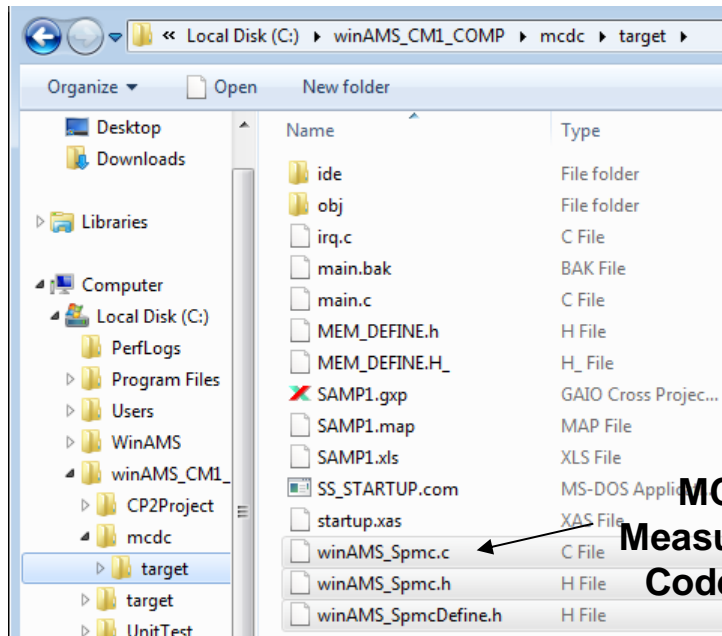 « Local Disk (C:) winAMS_CM1_COMP mcdc target
Organize Open New folder
Desktop
Downloads
Libraries
Computer
Local Disk (C:)
PerfLogs
Program Files
Users
WinAMS
winAMS_CM1_
CP2Project
mcdc
target
target
UnitTest
Name Type
ide File folder
obj File folder
irq.c C File
main.bak BAK File
main.c C File
MEM_DEFINE.h H File
MEM_DEFINE.H_ H_ File
SAMP1.gxp GAIO Cross Projec...
SAMP1.map MAP File
SAMP1.xls XLS File
SS_STARTUP.com MS-DOS
startup.xas XAS File
winAMS_Spmc.c C File
winAMS_Spmc.h H File
winAMS_SpmcDefine.h H File